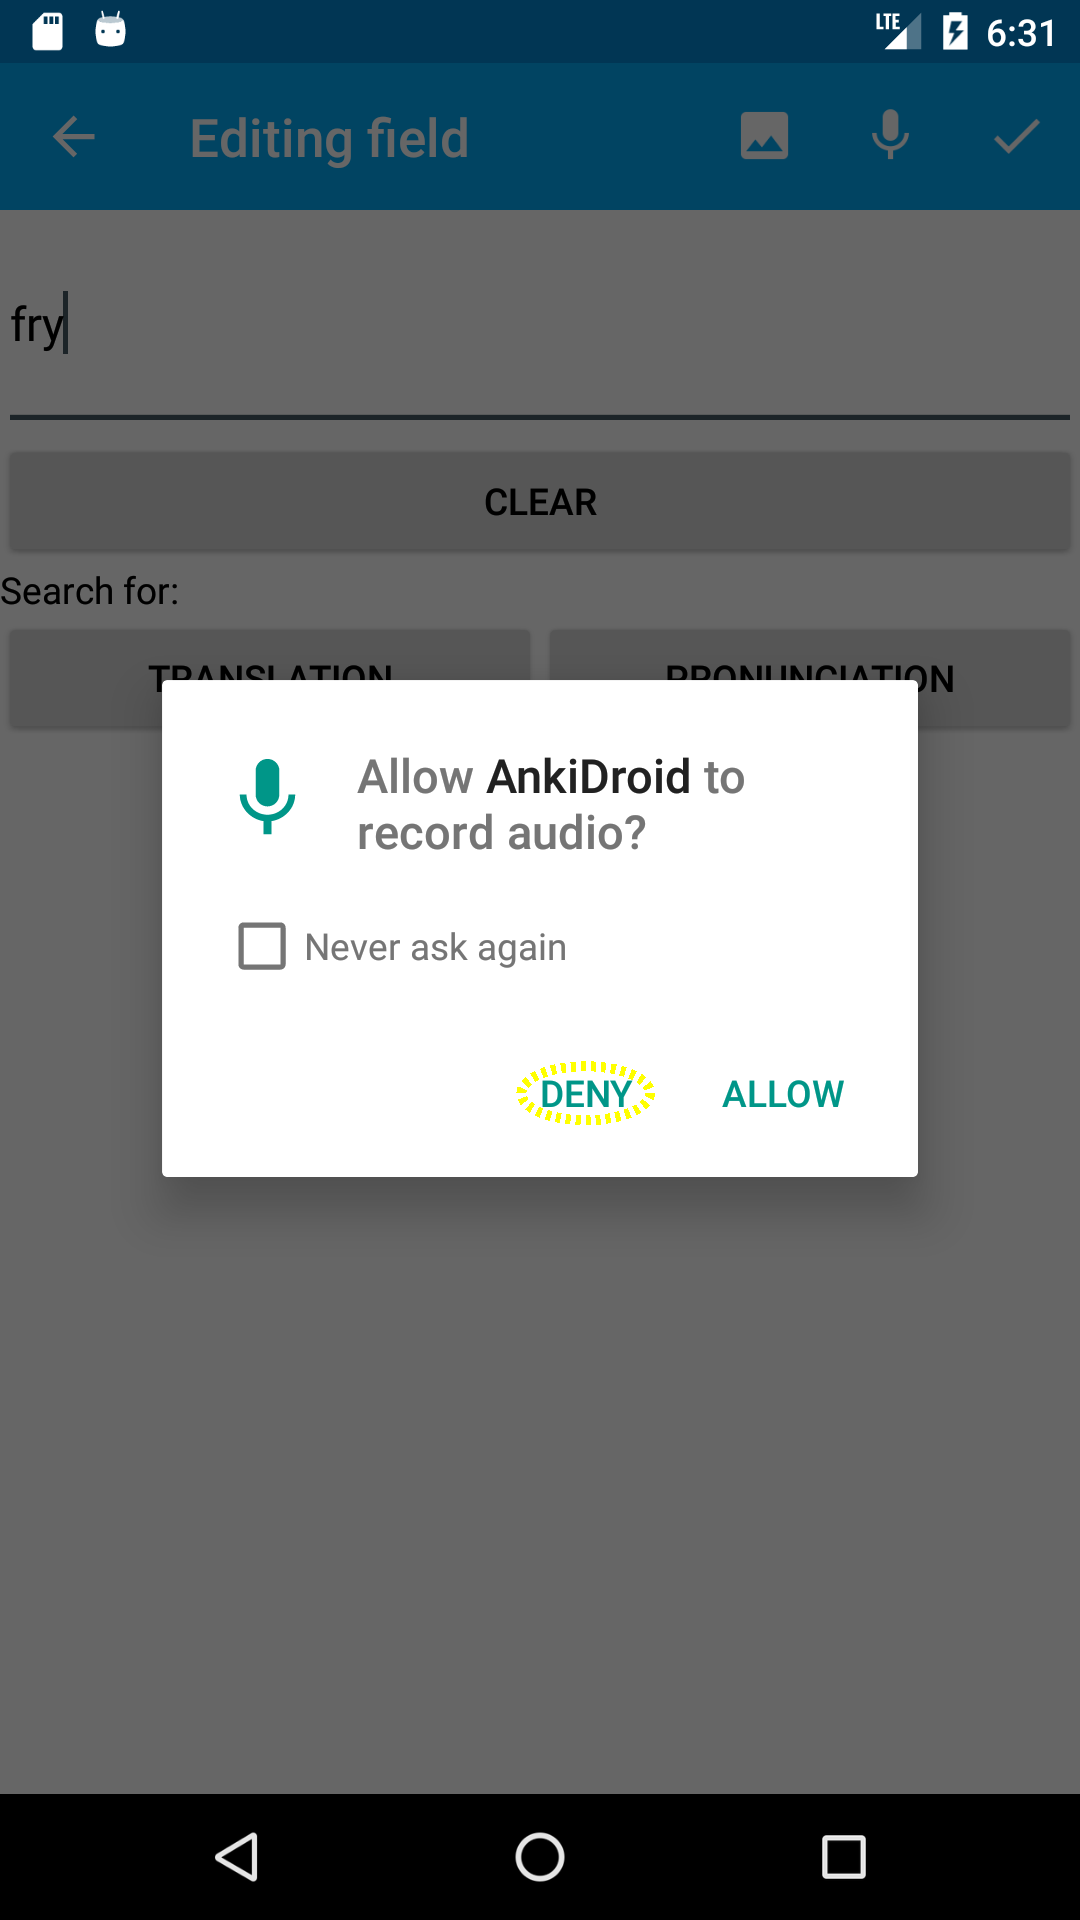 LTE 6:31
Editing field
fry
CLEAR
Search for:
TRANSLATION PRONUNCIATION
Allow AnkiDroid to
record audio?
Never ask again
DENY ALLOW